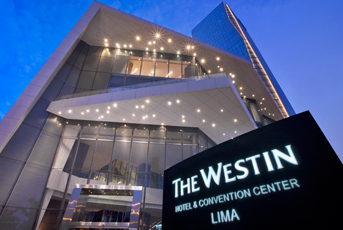 THE WESTIN
HOTEL & CONVENTION CENTER
LIMA